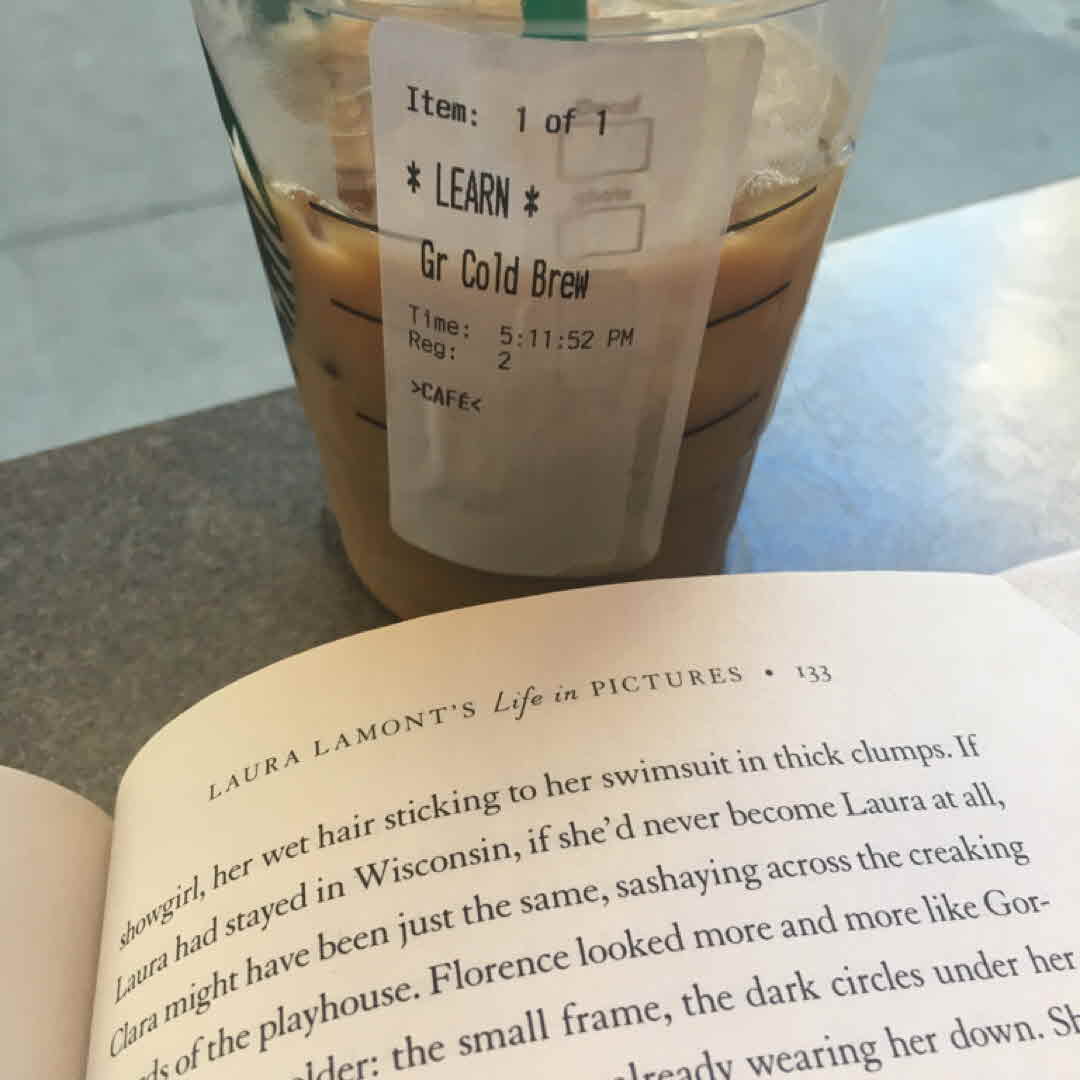 Item: 1 of 1
* LEARN *
Gr Cold Brew
Time: 5:11:52 PM
Reg: 2
>CAFÉ<
LAURA LAMONT'S Life in PICTURES • 133
showgirl, her wet hair sticking to her swimsuit in thick clumps. If
Laura had stayed in Wisconsin, if she'd never become Laura at all,
Clara might have been just the same, sashaying across the creaking
of the playhouse. Florence looked more and more like Gor-
the small frame, the dark circles under her
already wearing her down.